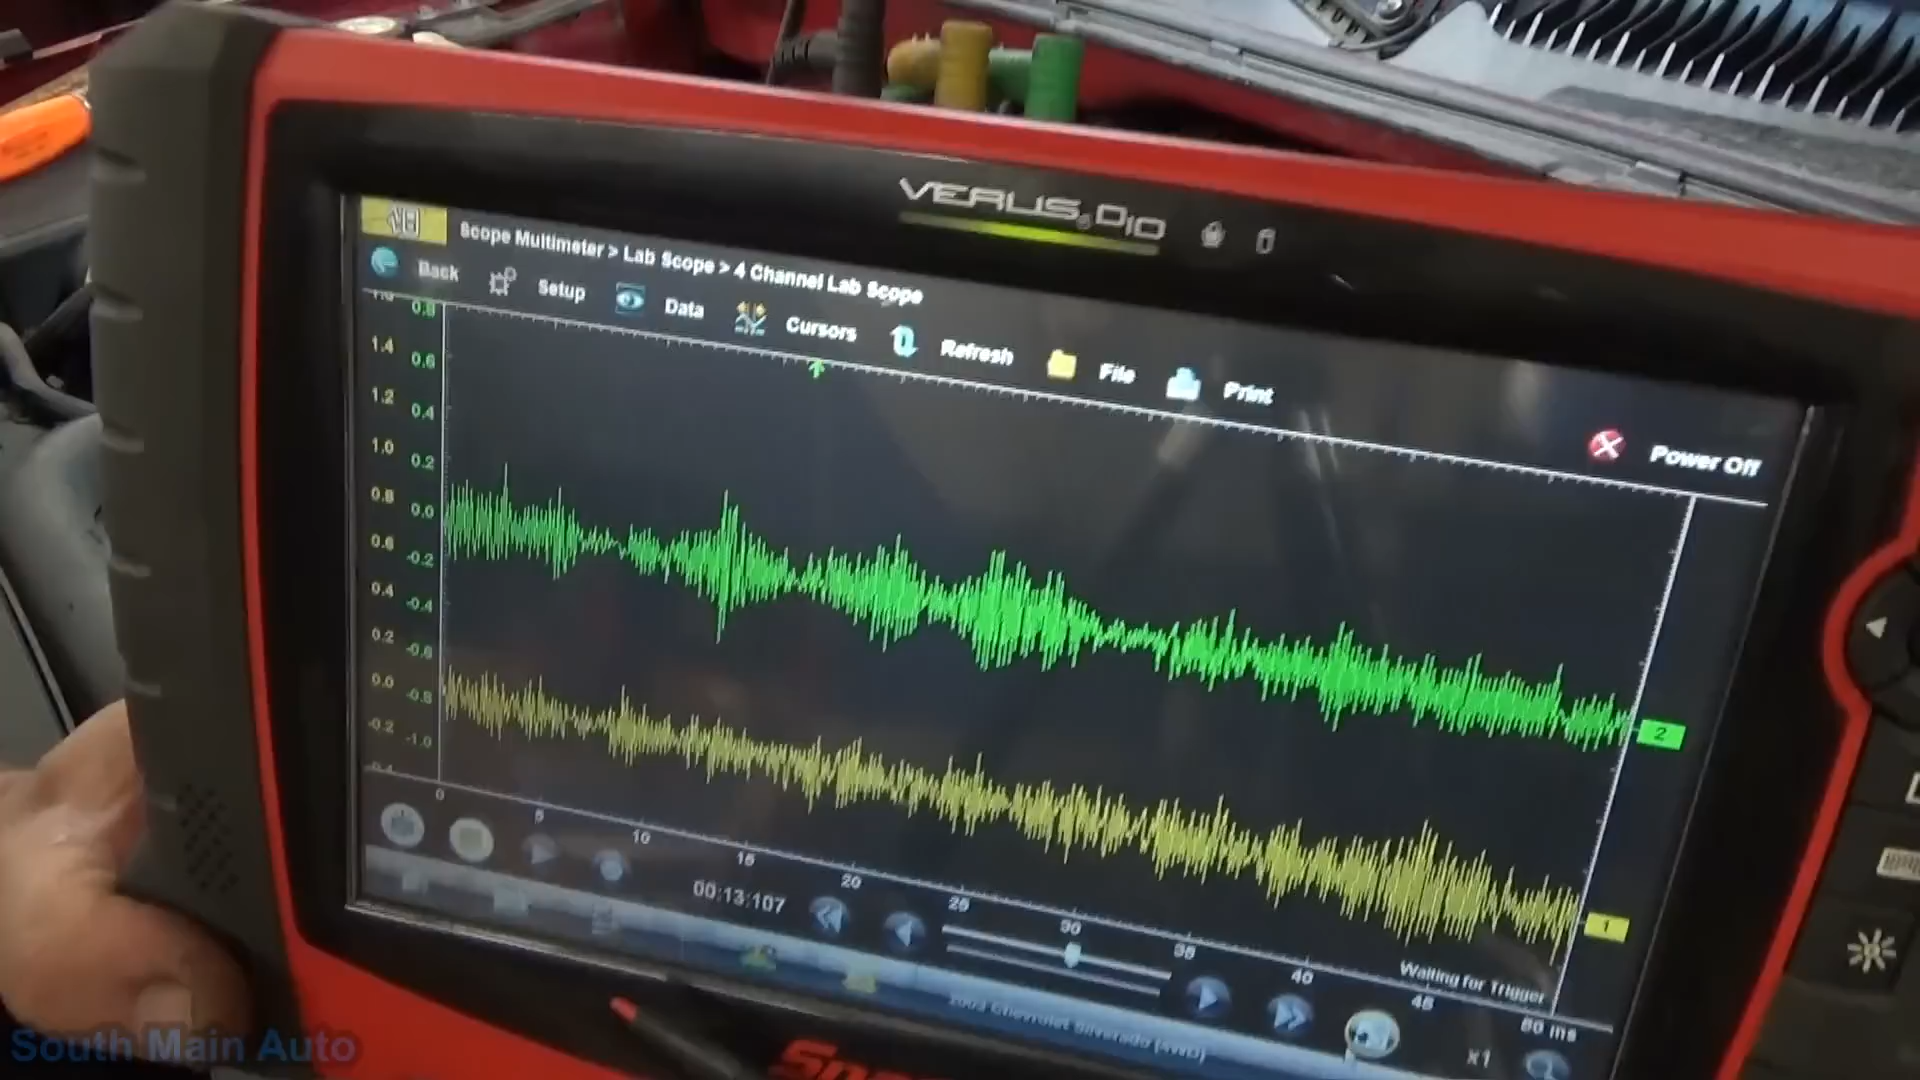 VERUS D10
Scope Multimeter > Lab Scope > 4 Channel Lab Scope
Back Setup Data Cursors Refresh File Print
Power Off
1.4 1.2 1.0 0.8 0.6 0.4 0.2 0.0 -0.2 -0.4
0.8 0.6 0.4 0.2 0.0 -0.2 -0.4 -0.6 -0.8 -1.0
2
1
0 5 10 15 20 25 30 35 40 45 50 ms
00:13:107
Waiting for Trigger
x1
2003 Chevrolet Silverado (4WD)
South Main Auto